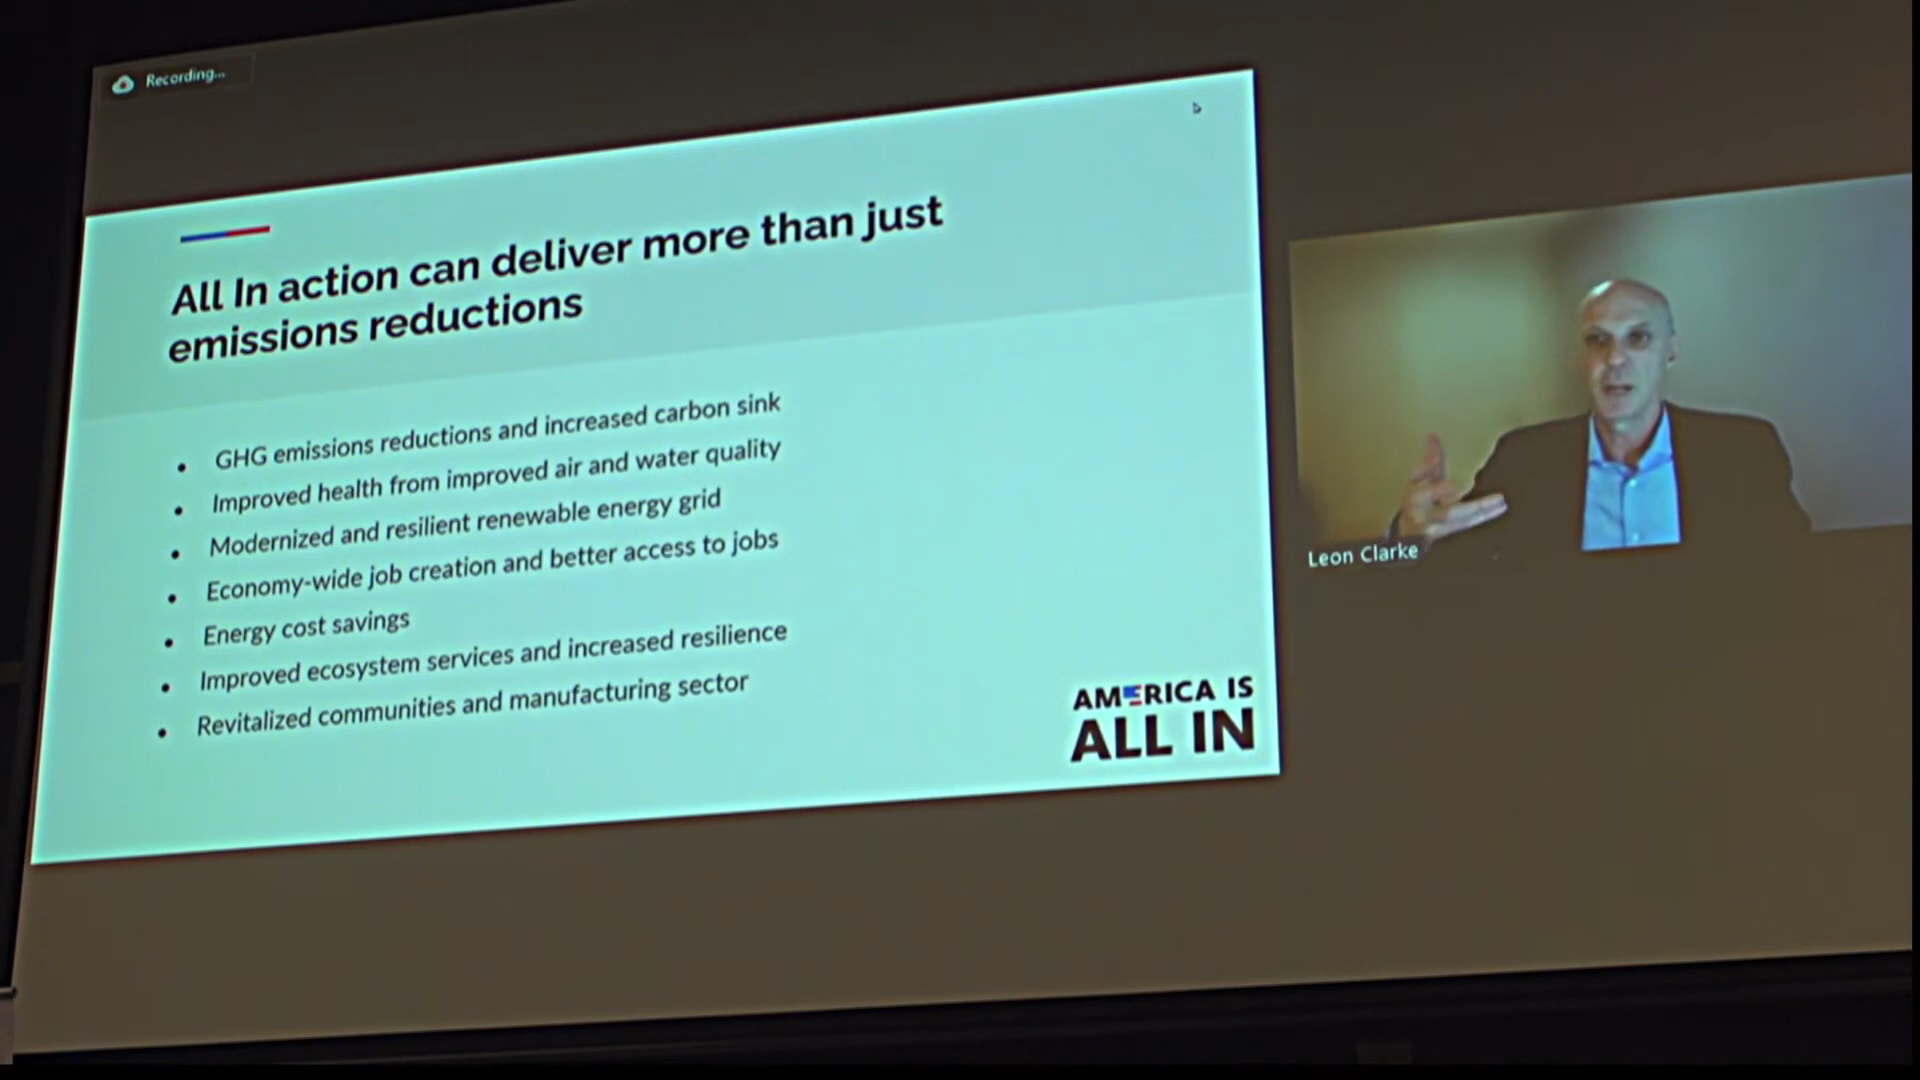 Recording...
All In action can deliver more than just
emissions reductions
• GHG emissions reductions and increased carbon sink
• Improved health from improved air and water quality
• Modernized and resilient renewable energy grid
• Economy-wide job creation and better access to jobs
• Energy cost savings
• Improved ecosystem services and increased resilience
• Revitalized communities and manufacturing sector
AMERICA IS
ALL IN
Leon Clarke